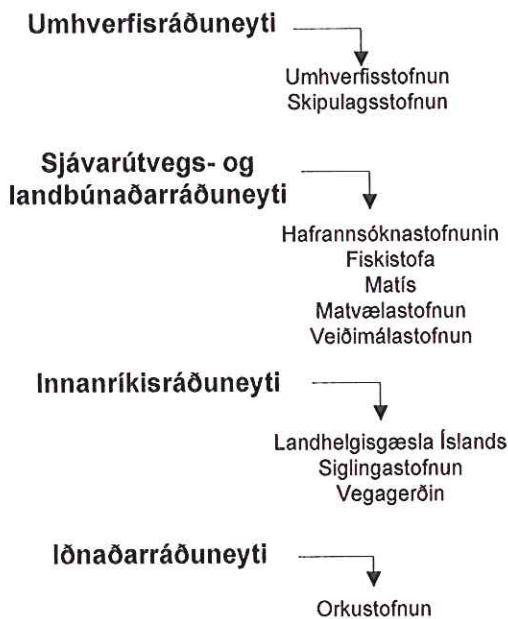 Umhverfisráðuneyti
Umhverfisstofnun
Skipulagsstofnun
Sjávarútvegs- og
landbúnaðarráðuneyti
Hafrannsóknastofnunin
Fiskistofa
Matís
Matvælastofnun
Veiðimálastofnun
Innanríkisráðuneyti
Landhelgisgæsla Íslands
Siglingastofnun
Vegagerðin
Iðnaðarráðuneyti
Orkustofnun